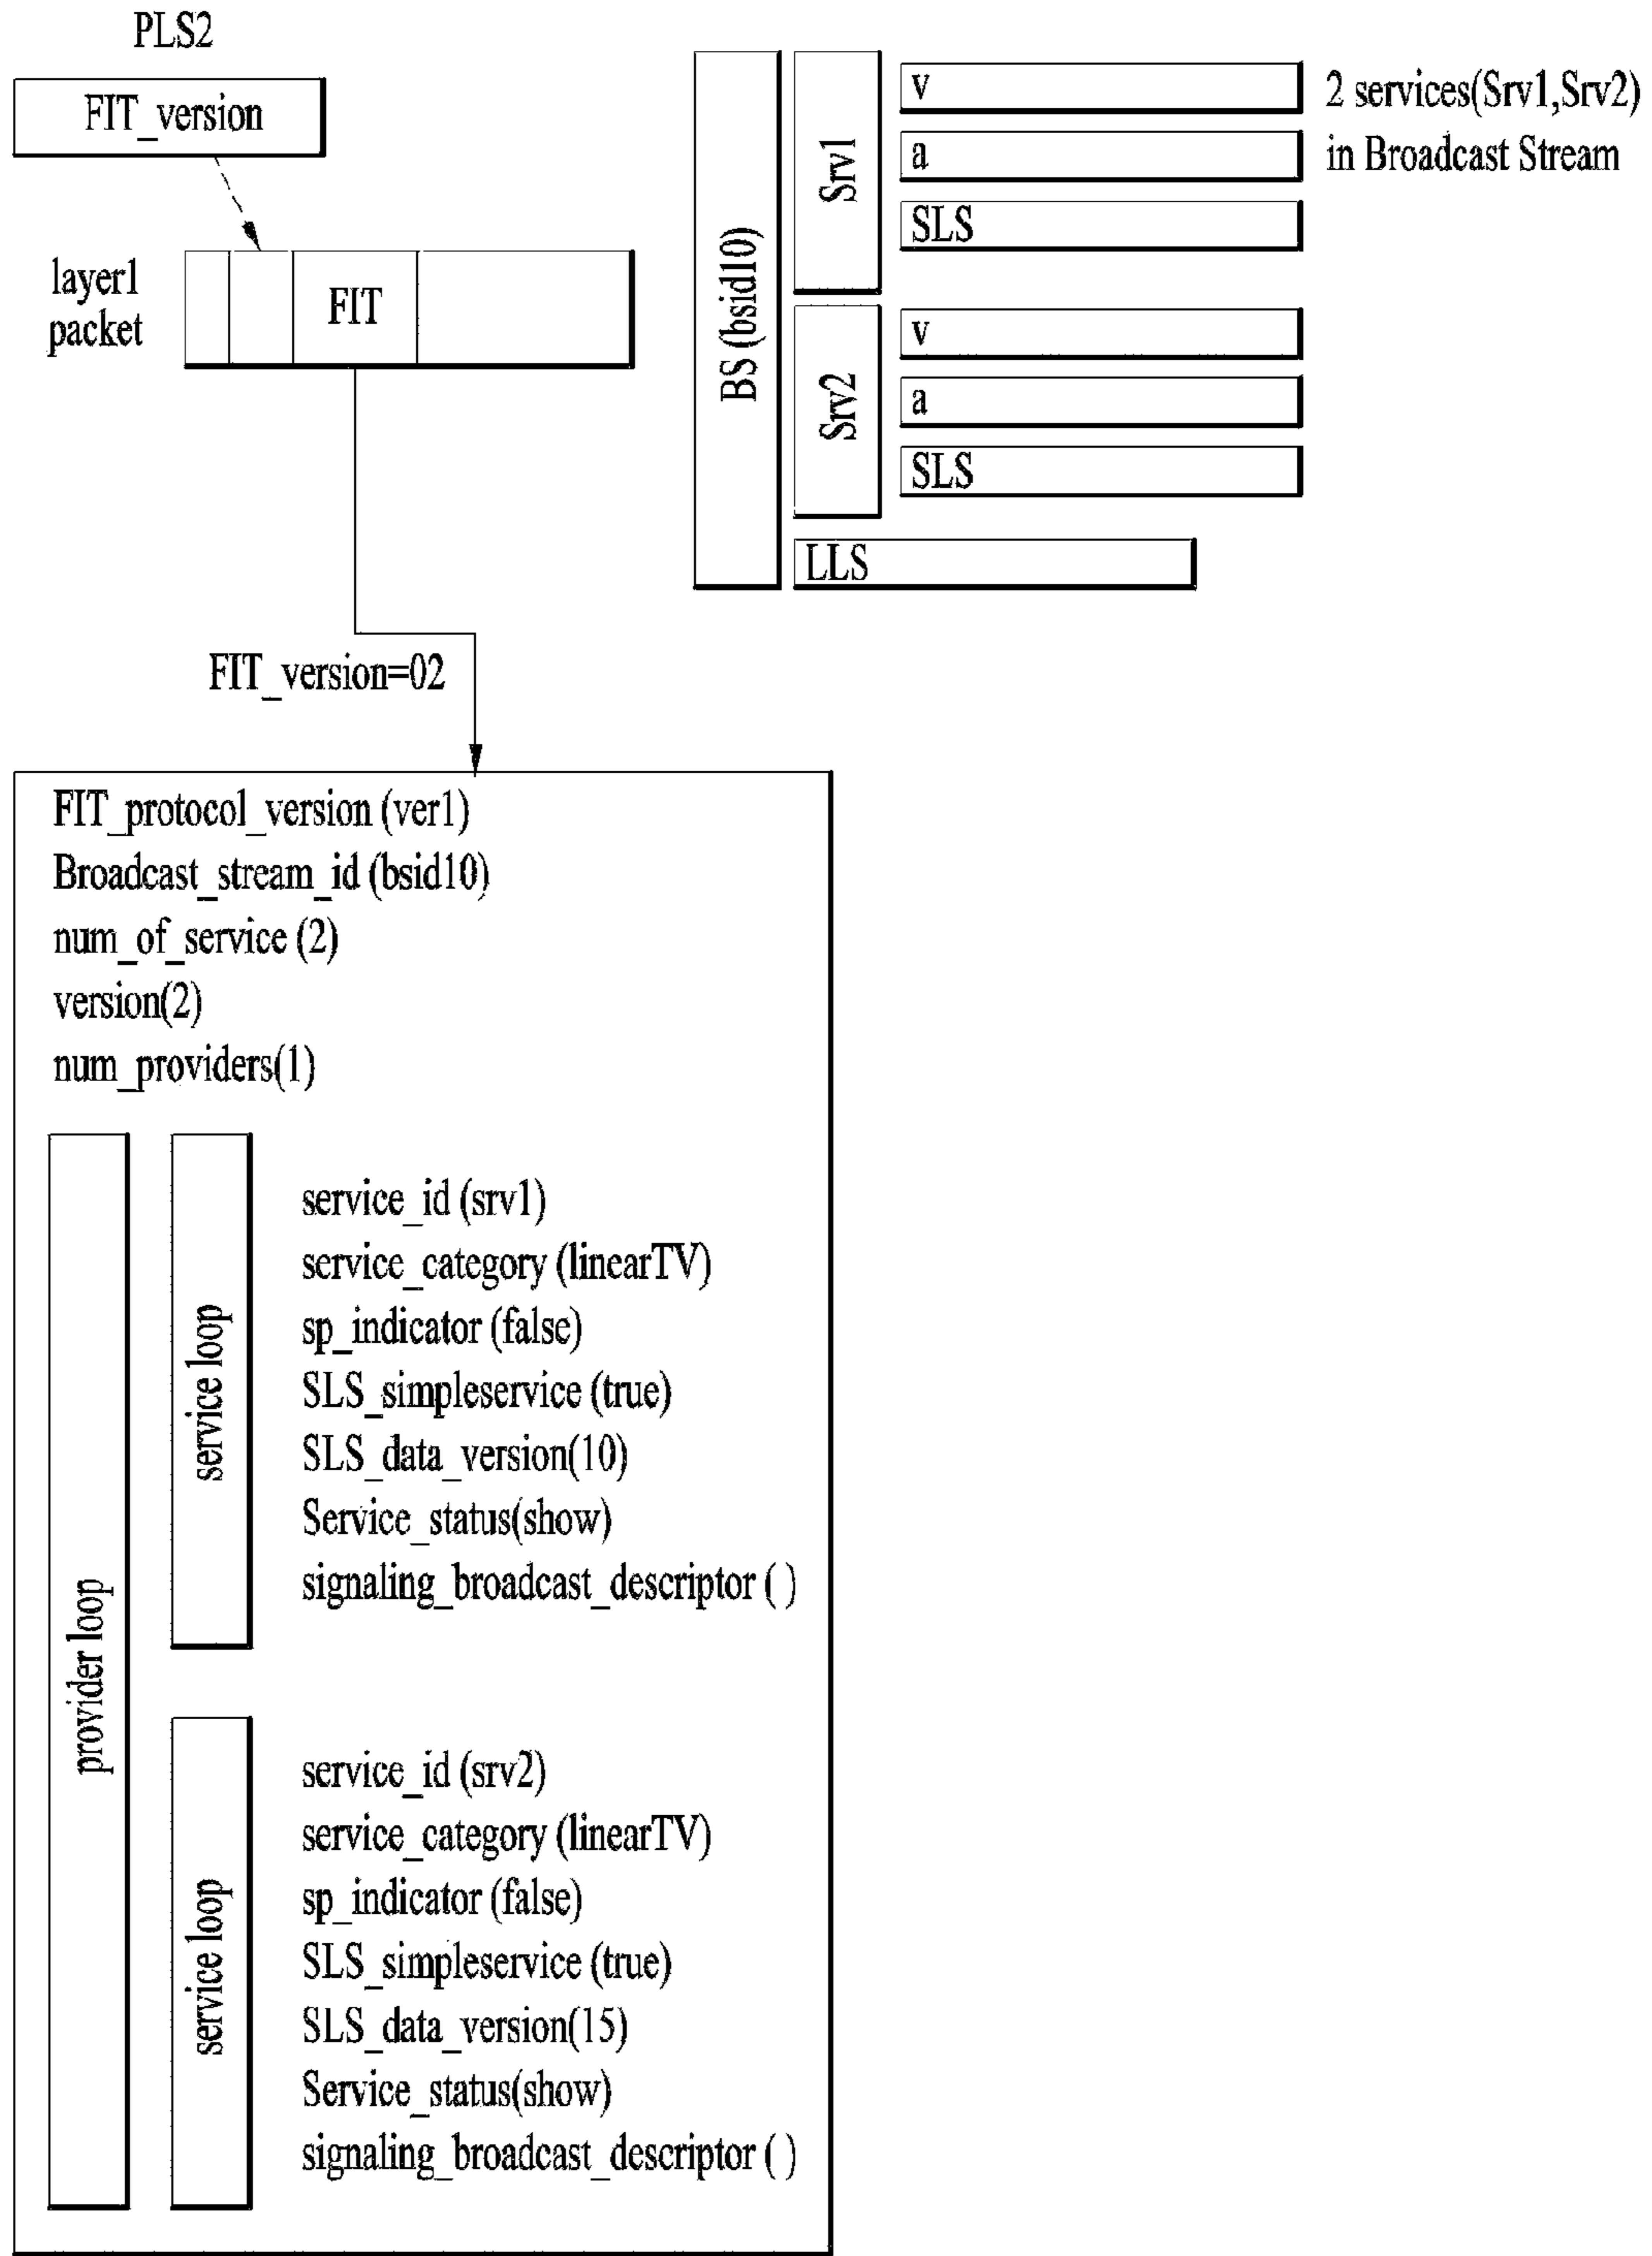 PLS2
FIT_version
layer1
packet
FIT
BS (bsid10)
Srv1
v
a
SLS
Srv2
v
a
SLS
LLS
2 services(Srv1,Srv2)
in Broadcast Stream
FIT_version=02
FIT_protocol_version (ver1)
Broadcast_stream_id (bsid10)
num_of_service (2)
version(2)
num_providers(1)
provider loop
service loop
service_id (srv1)
service_category (linearTV)
sp_indicator (false)
SLS_simpleservice (true)
SLS_data_version(10)
Service_status(show)
signaling_broadcast_descriptor ( )
service loop
service_id (srv2)
service_category (linearTV)
sp_indicator (false)
SLS_simpleservice (true)
SLS_data_version(15)
Service_status(show)
signaling_broadcast_descriptor ( )